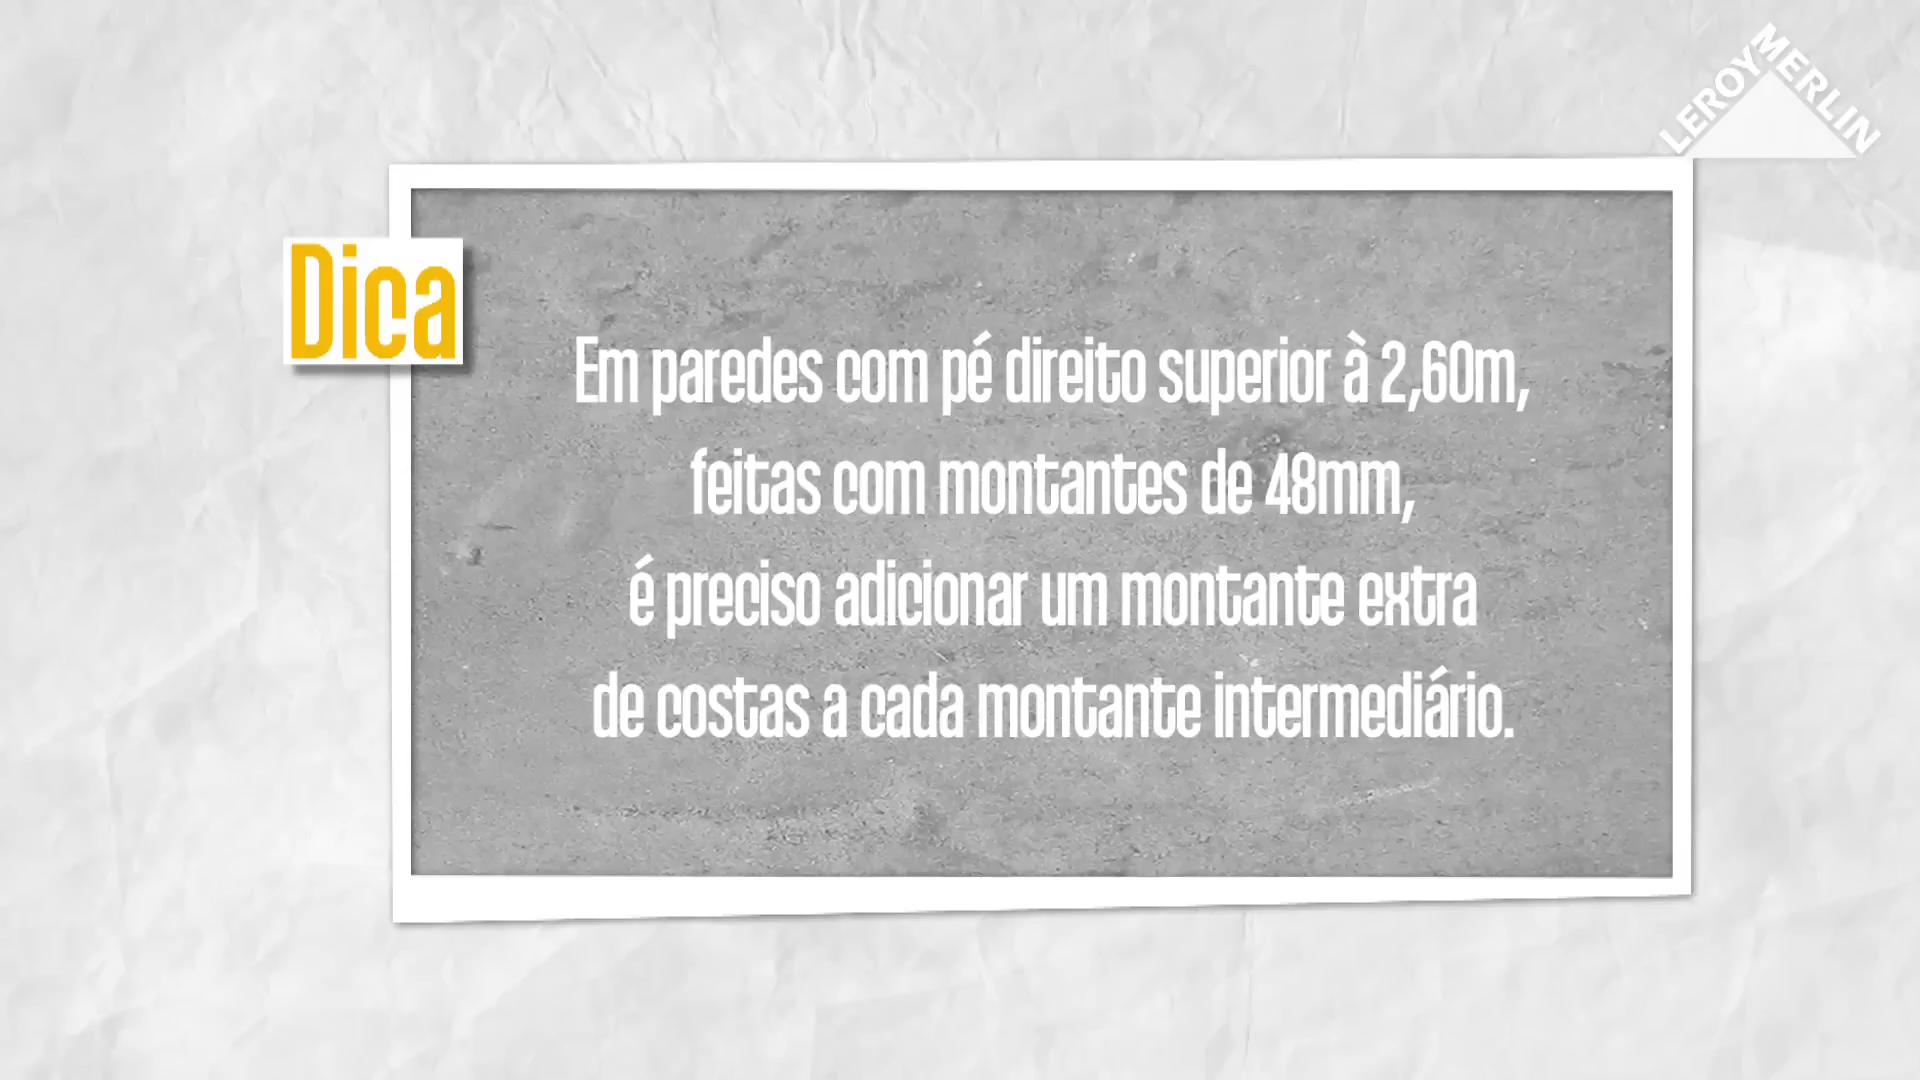 LEROY MERLIN
Dica
Em paredes com pé direito superior à 2,60m,
feitas com montantes de 48mm,
é preciso adicionar um montante extra
de costas a cada montante intermediário.